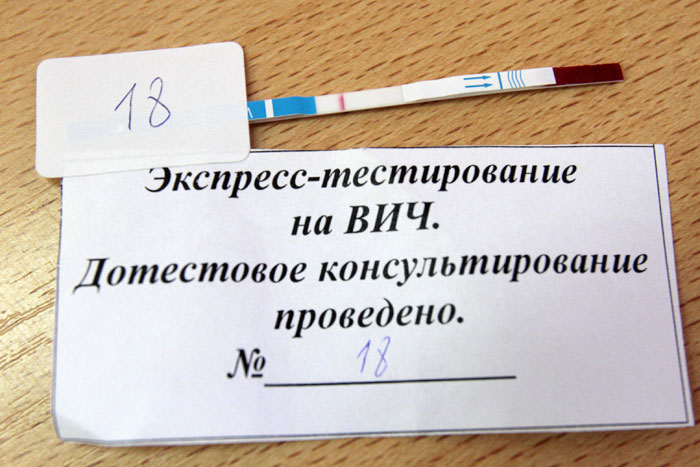 18
Экспресс-тестирование
на ВИЧ.
Дотестовое консультирование
проведено.
№ 18